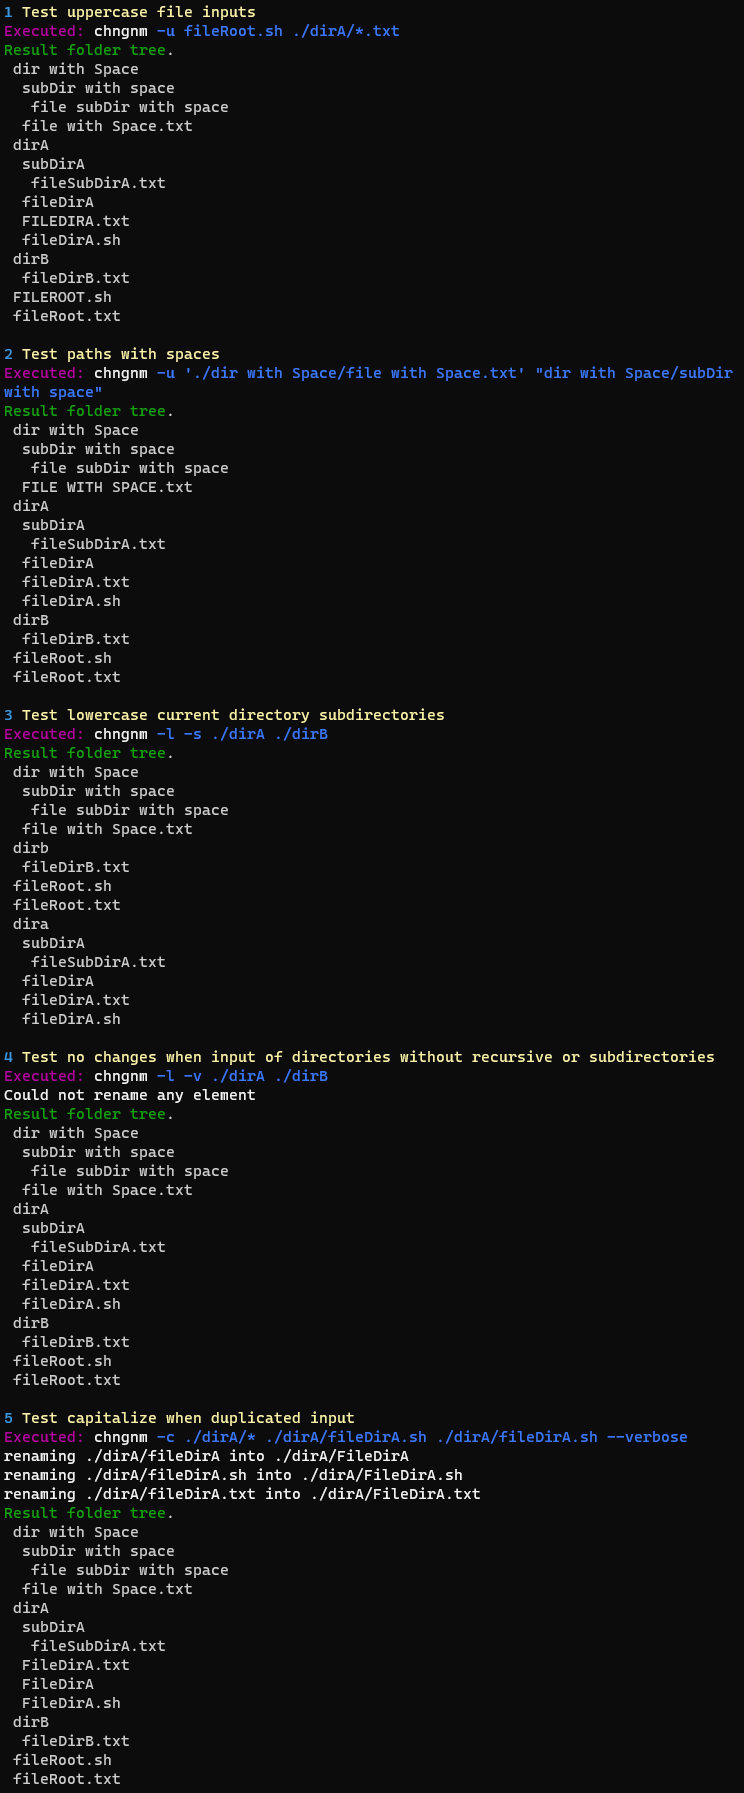 1 Test uppercase file inputs
Executed: chngnm -u fileRoot.sh ./dirA/*.txt
Result folder tree.
dir with Space
subDir with space
file subDir with space
file with Space.txt
dirA
subDirA
fileSubDirA.txt
fileDirA
FILEDIRA.txt
fileDirA.sh
dirB
fileDirB.txt
FILEROOT.sh
fileRoot.txt
2 Test paths with spaces
Executed: chngnm -u './dir with Space/file with Space.txt' "dir with Space/subDir
with space"
Result folder tree.
dir with Space
subDir with space
file subDir with space
FILE WITH SPACE.txt
dirA
subDirA
fileSubDirA.txt
fileDirA
fileDirA.txt
fileDirA.sh
dirB
fileDirB.txt
fileRoot.sh
fileRoot.txt
3 Test lowercase current directory subdirectories
Executed: chngnm -l -s ./dirA ./dirB
Result folder tree.
dir with Space
subDir with space
file subDir with space
file with Space.txt
dirb
fileDirB.txt
fileRoot.sh
fileRoot.txt
dira
subDirA
fileSubDirA.txt
fileDirA
fileDirA.txt
fileDirA.sh
4 Test no changes when input of directories without recursive or subdirectories
Executed: chngnm -l -v ./dirA ./dirB
Could not rename any element
Result folder tree.
dir with Space
subDir with space
file subDir with space
file with Space.txt
dirA
subDirA
fileSubDirA.txt
fileDirA
fileDirA.txt
fileDirA.sh
dirB
fileDirB.txt
fileRoot.sh
fileRoot.txt
5 Test capitalize when duplicated input
Executed: chngnm -c ./dirA/* ./dirA/fileDirA.sh ./dirA/fileDirA.sh --verbose
renaming ./dirA/fileDirA into ./dirA/FileDirA
renaming ./dirA/fileDirA.sh into ./dirA/FileDirA.sh
renaming ./dirA/fileDirA.txt into ./dirA/FileDirA.txt
Result folder tree.
dir with Space
subDir with space
file subDir with space
file with Space.txt
dirA
subDirA
fileSubDirA.txt
FileDirA.txt
FileDirA
FileDirA.sh
dirB
fileDirB.txt
fileRoot.sh
fileRoot.txt